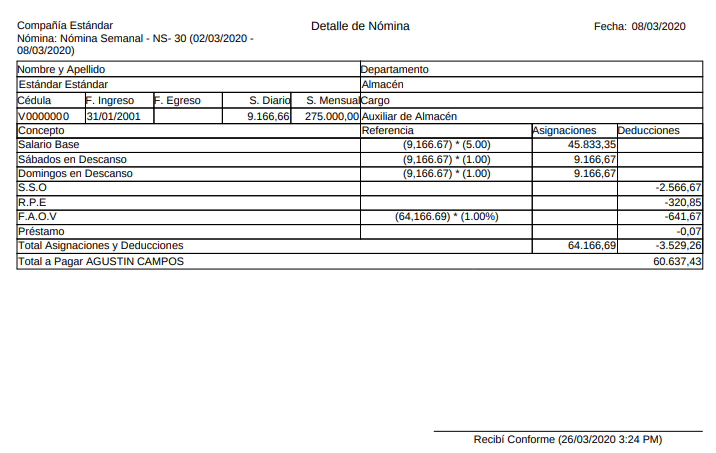 Compañía Estándar Detalle de Nómina Fecha: 08/03/2020
Nómina: Nómina Semanal - NS- 30 (02/03/2020 -
08/03/2020)
Nombre y Apellido Departamento
Estándar Estándar Almacén
Cédula F. Ingreso F. Egreso S. Diario S. Mensual Cargo
V0000000 31/01/2001 9.166,66 275.000,00 Auxiliar de Almacén
Concepto Referencia Asignaciones Deducciones
Salario Base (9,166.67) * (5.00) 45.833,35
Sábados en Descanso (9,166.67) * (1.00) 9.166,67
Domingos en Descanso (9,166.67) * (1.00) 9.166,67
S.S.O -2.566,67
R.P.E -320,85
F.A.O.V (64,166.69) * (1.00%) -641,67
Préstamo -0,07
Total Asignaciones y Deducciones 64.166,69 -3.529,26
Total a Pagar AGUSTIN CAMPOS 60.637,43
Recibí Conforme (26/03/2020 3:24 PM)